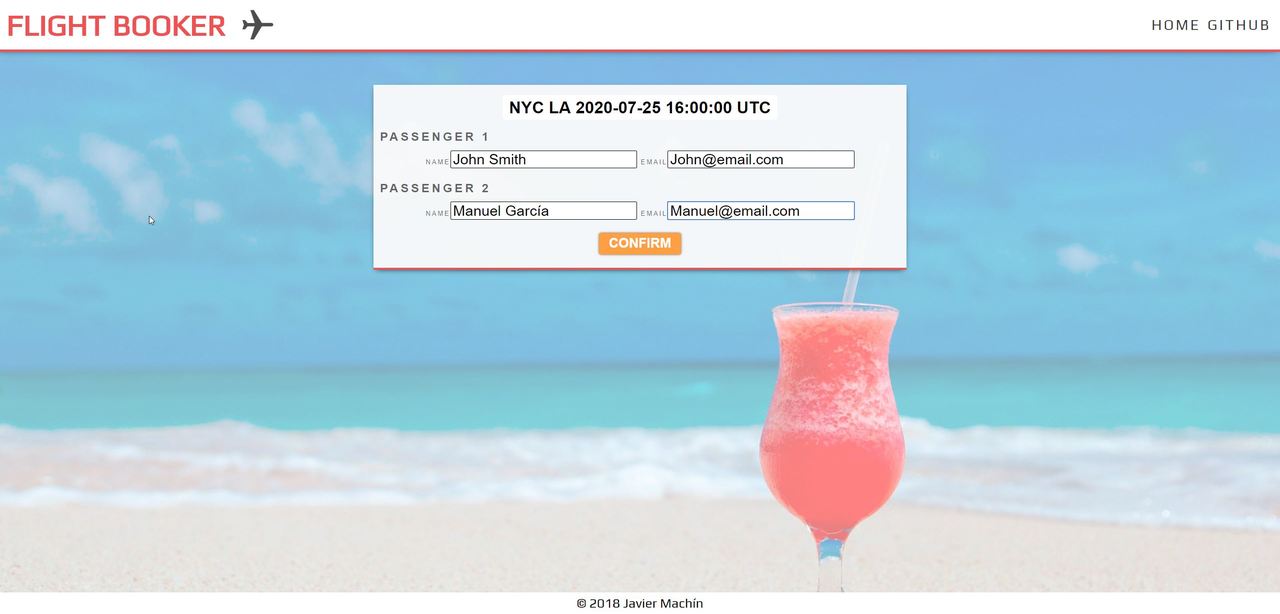 FLIGHT BOOKER
HOME GITHUB
NYC LA 2020-07-25 16:00:00 UTC
PASSENGER 1
NAME John Smith EMAIL John@email.com
PASSENGER 2
NAME Manuel García EMAIL Manuel@email.com
CONFIRM
© 2018 Javier Machín